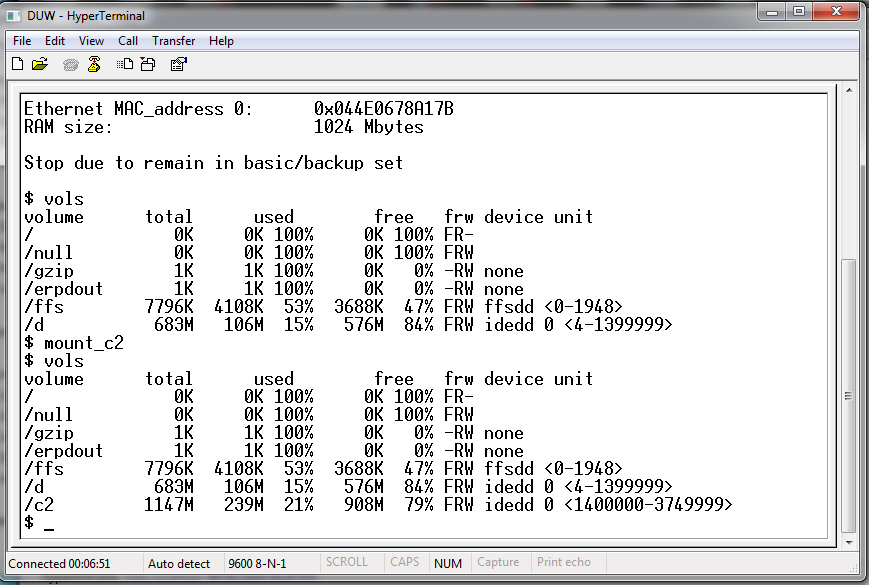 DUW - HyperTerminal
File Edit View Call Transfer Help
Ethernet MAC_address 0:      0x044E0678A17B
RAM size:                    1024 Mbytes
Stop due to remain in basic/backup set
$ vols
volume      total      used        free   frw device unit
/              0K     0K 100%     0K 100% FR-
/null          0K     0K 100%     0K 100% FRW
/gzip          1K     1K 100%     0K   0% -RW none
/erpdout       1K     1K 100%     0K   0% -RW none
/ffs        7796K  4108K  53%  3688K  47% FRW ffsdd <0-1948>
/d           683M   106M  15%   576M  84% FRW idedd 0 <4-1399999>
$ mount_c2
$ vols
volume      total      used        free   frw device unit
/              0K     0K 100%     0K 100% FR-
/null          0K     0K 100%     0K 100% FRW
/gzip          1K     1K 100%     0K   0% -RW none
/erpdout       1K     1K 100%     0K   0% -RW none
/ffs        7796K  4108K  53%  3688K  47% FRW ffsdd <0-1948>
/d           683M   106M  15%   576M  84% FRW idedd 0 <4-1399999>
/c2         1147M   239M  21%   908M  79% FRW idedd 0 <1400000-3749999>
$ _
Connected 00:06:51 Auto detect 9600 8-N-1 SCROLL CAPS NUM Capture Print echo